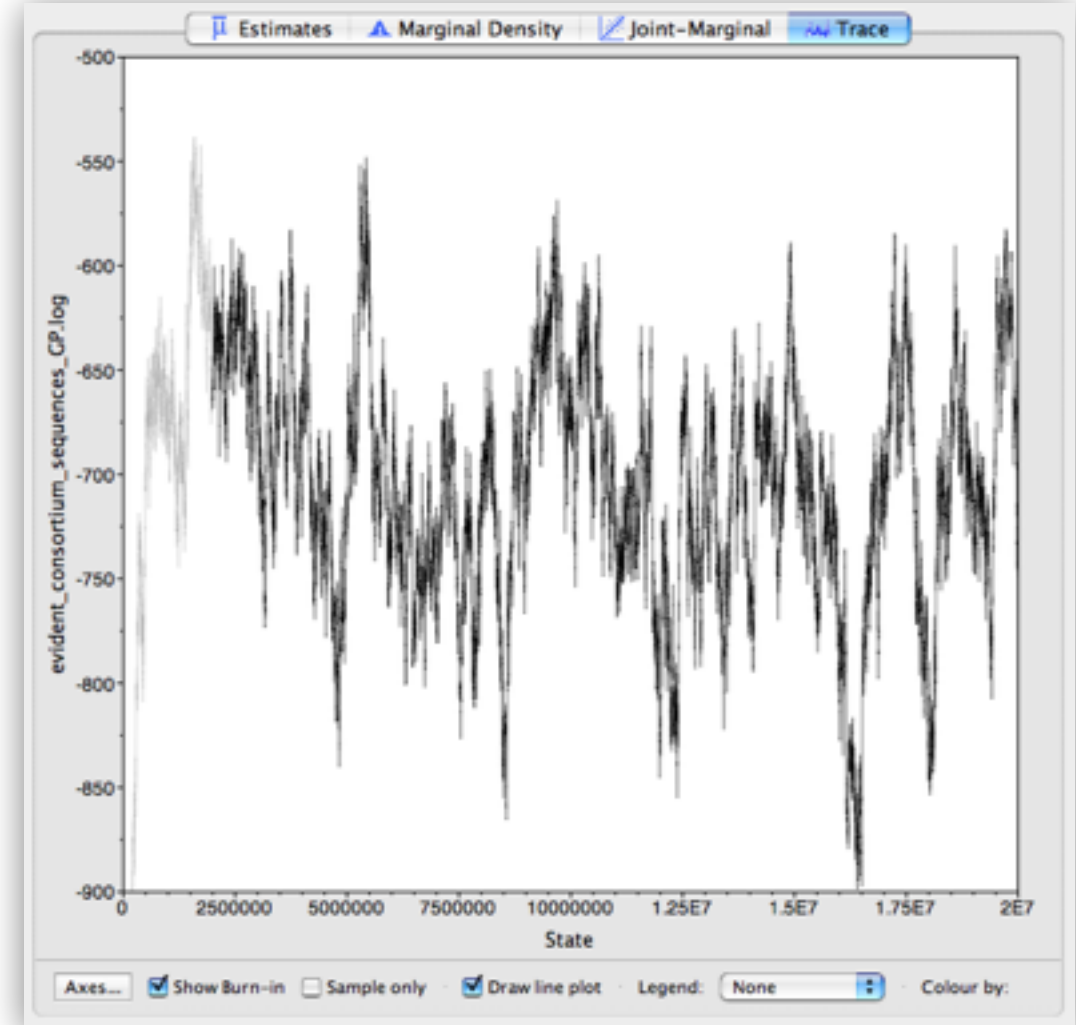 Estimates Marginal Density Joint-Marginal Trace
-500
-550
-600
-650
-700
-750
-800
-850
-900
evident_consortium_sequences_GP.log
0 2500000 5000000 7500000 10000000 1.25E7 1.5E7 1.75E7 2E7
State
Axes... Show Burn-in Sample only Draw line plot Legend: None Colour by: